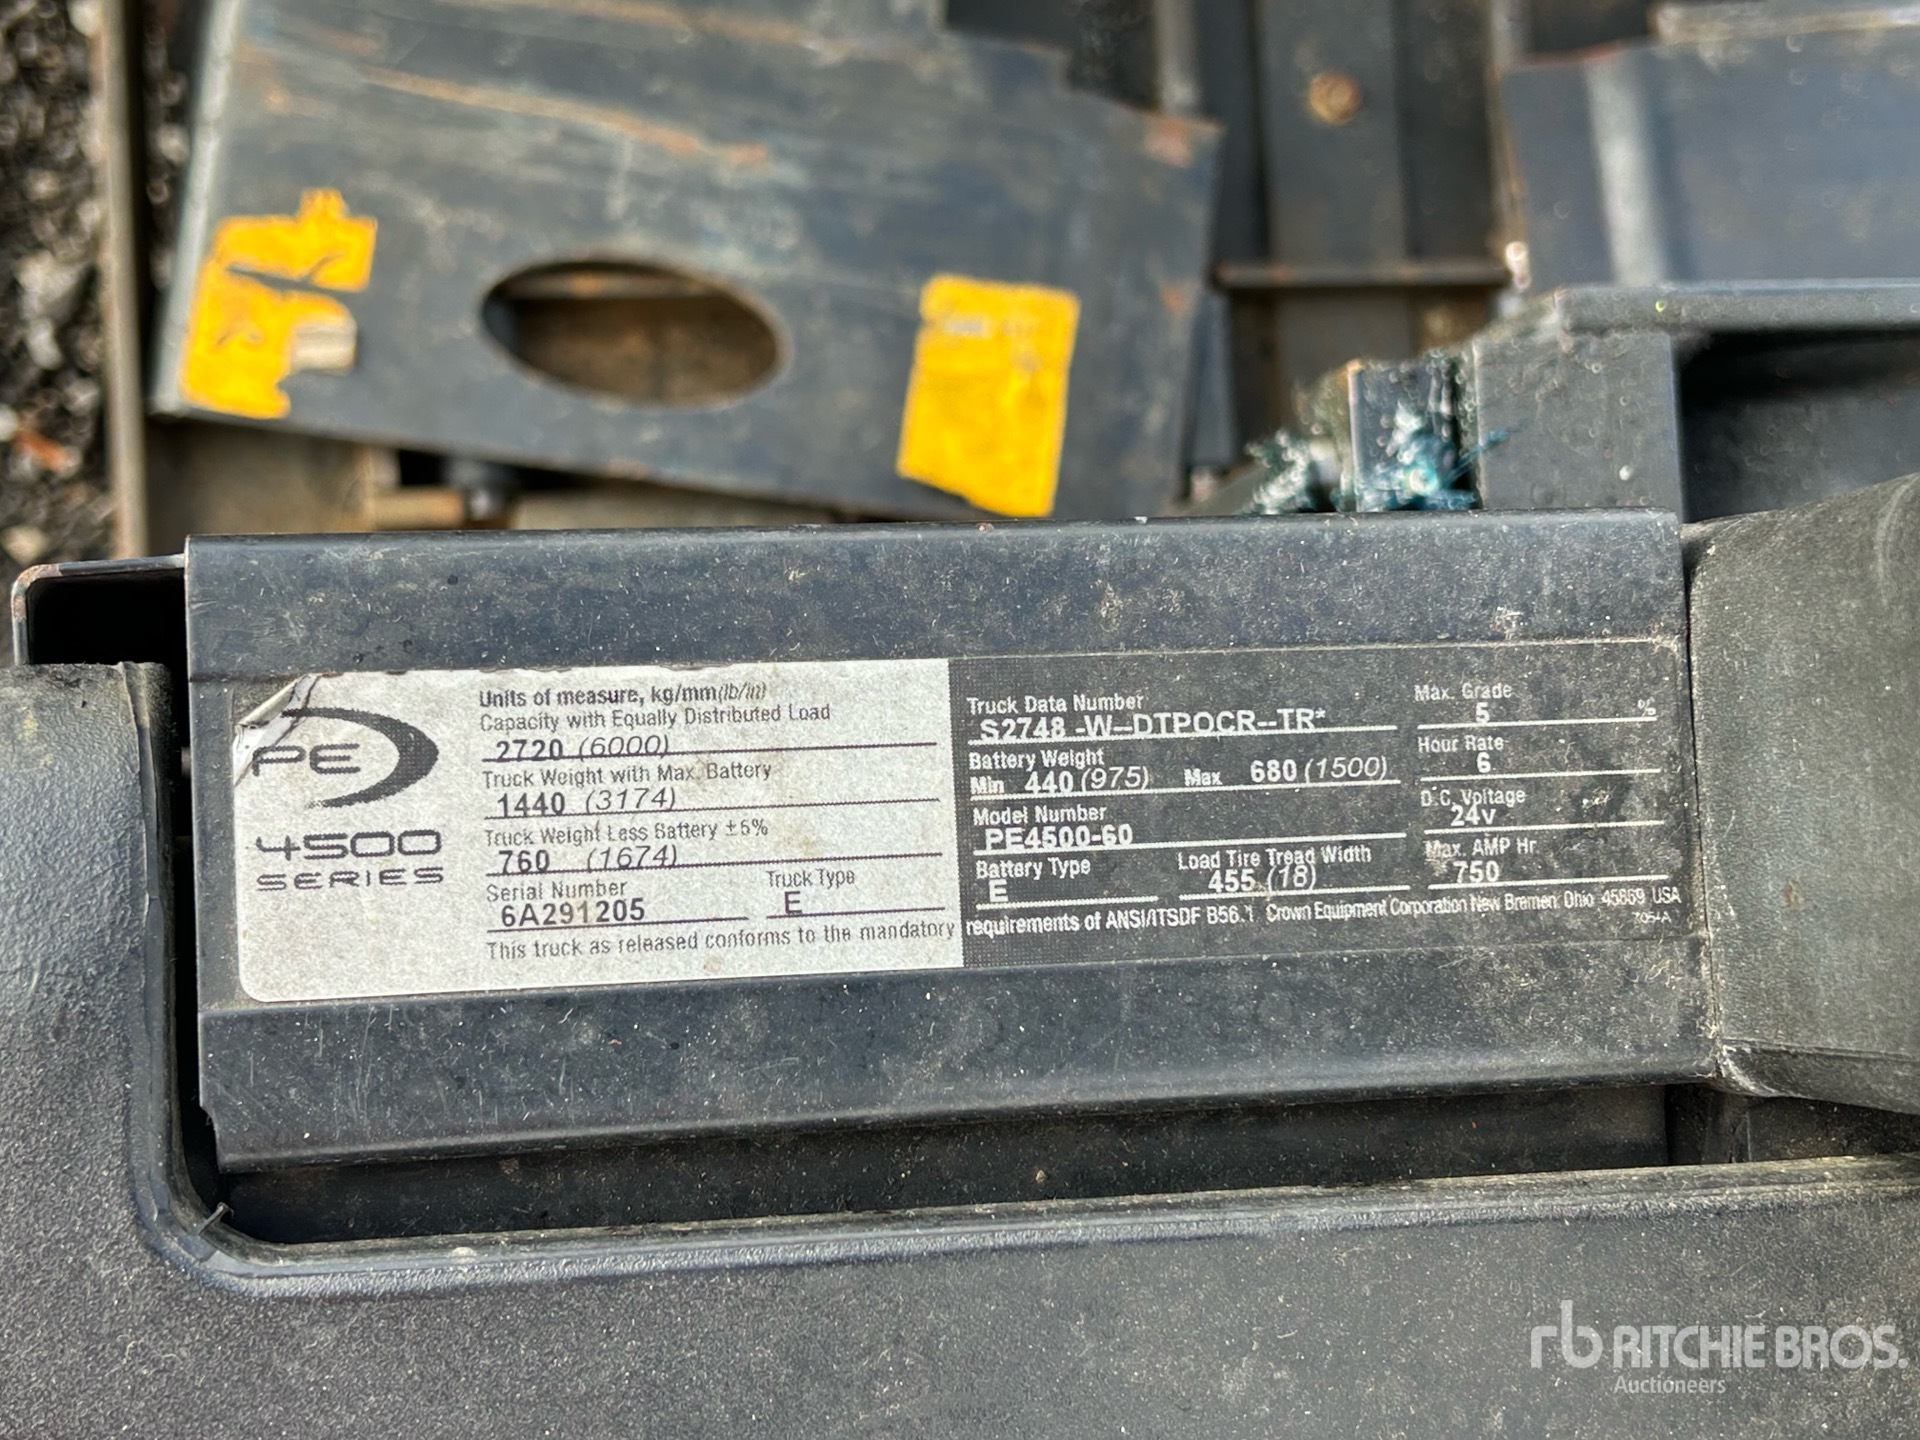 PE
4500
SERIES
Units of measure, kg/mm(lb/in)
Capacity with Equally Distributed Load
2720 (6000)
Truck Weight with Max. Battery
1440 (3174)
Truck Weight Less Battery ±5%
760 (1674)
Serial Number
6A291205
Truck Type
E
This truck as released conforms to the mandatory requirements of ANSI/ITSDF B56.1
Truck Data Number
S2748 -W--DTPOCR--TR*
Battery Weight
Min 440 (975) Max 680 (1500)
Model Number
PE4500-60
Battery Type
E
Load Tire Tread Width
455 (18)
Max. Grade
5 %
Hour Rate
6
D.C. Voltage
24v
Max. AMP Hr
750
Crown Equipment Corporation New Bremen, Ohio 45869 USA
7054A
rb RITCHIE BROS.
Auctioneers